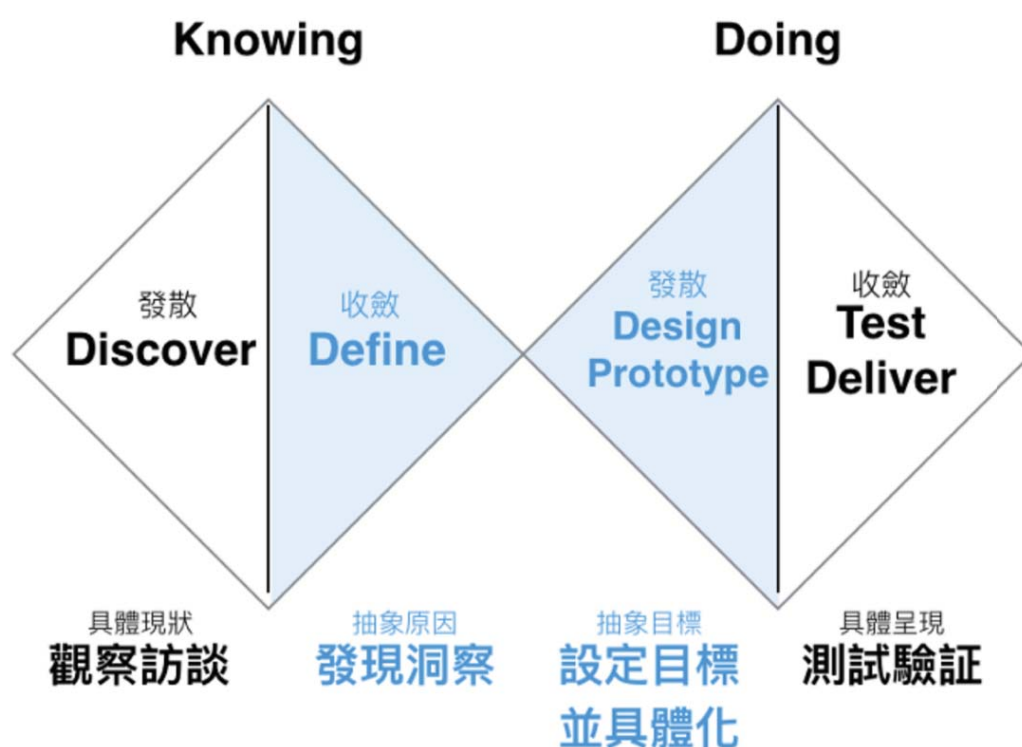 Knowing
Doing
發散
Discover
收斂
Define
發散
Design
Prototype
收斂
Test
Deliver
具體現狀
觀察訪談
抽象原因
發現洞察
抽象目標
設定目標
並具體化
具體呈現
測試驗証